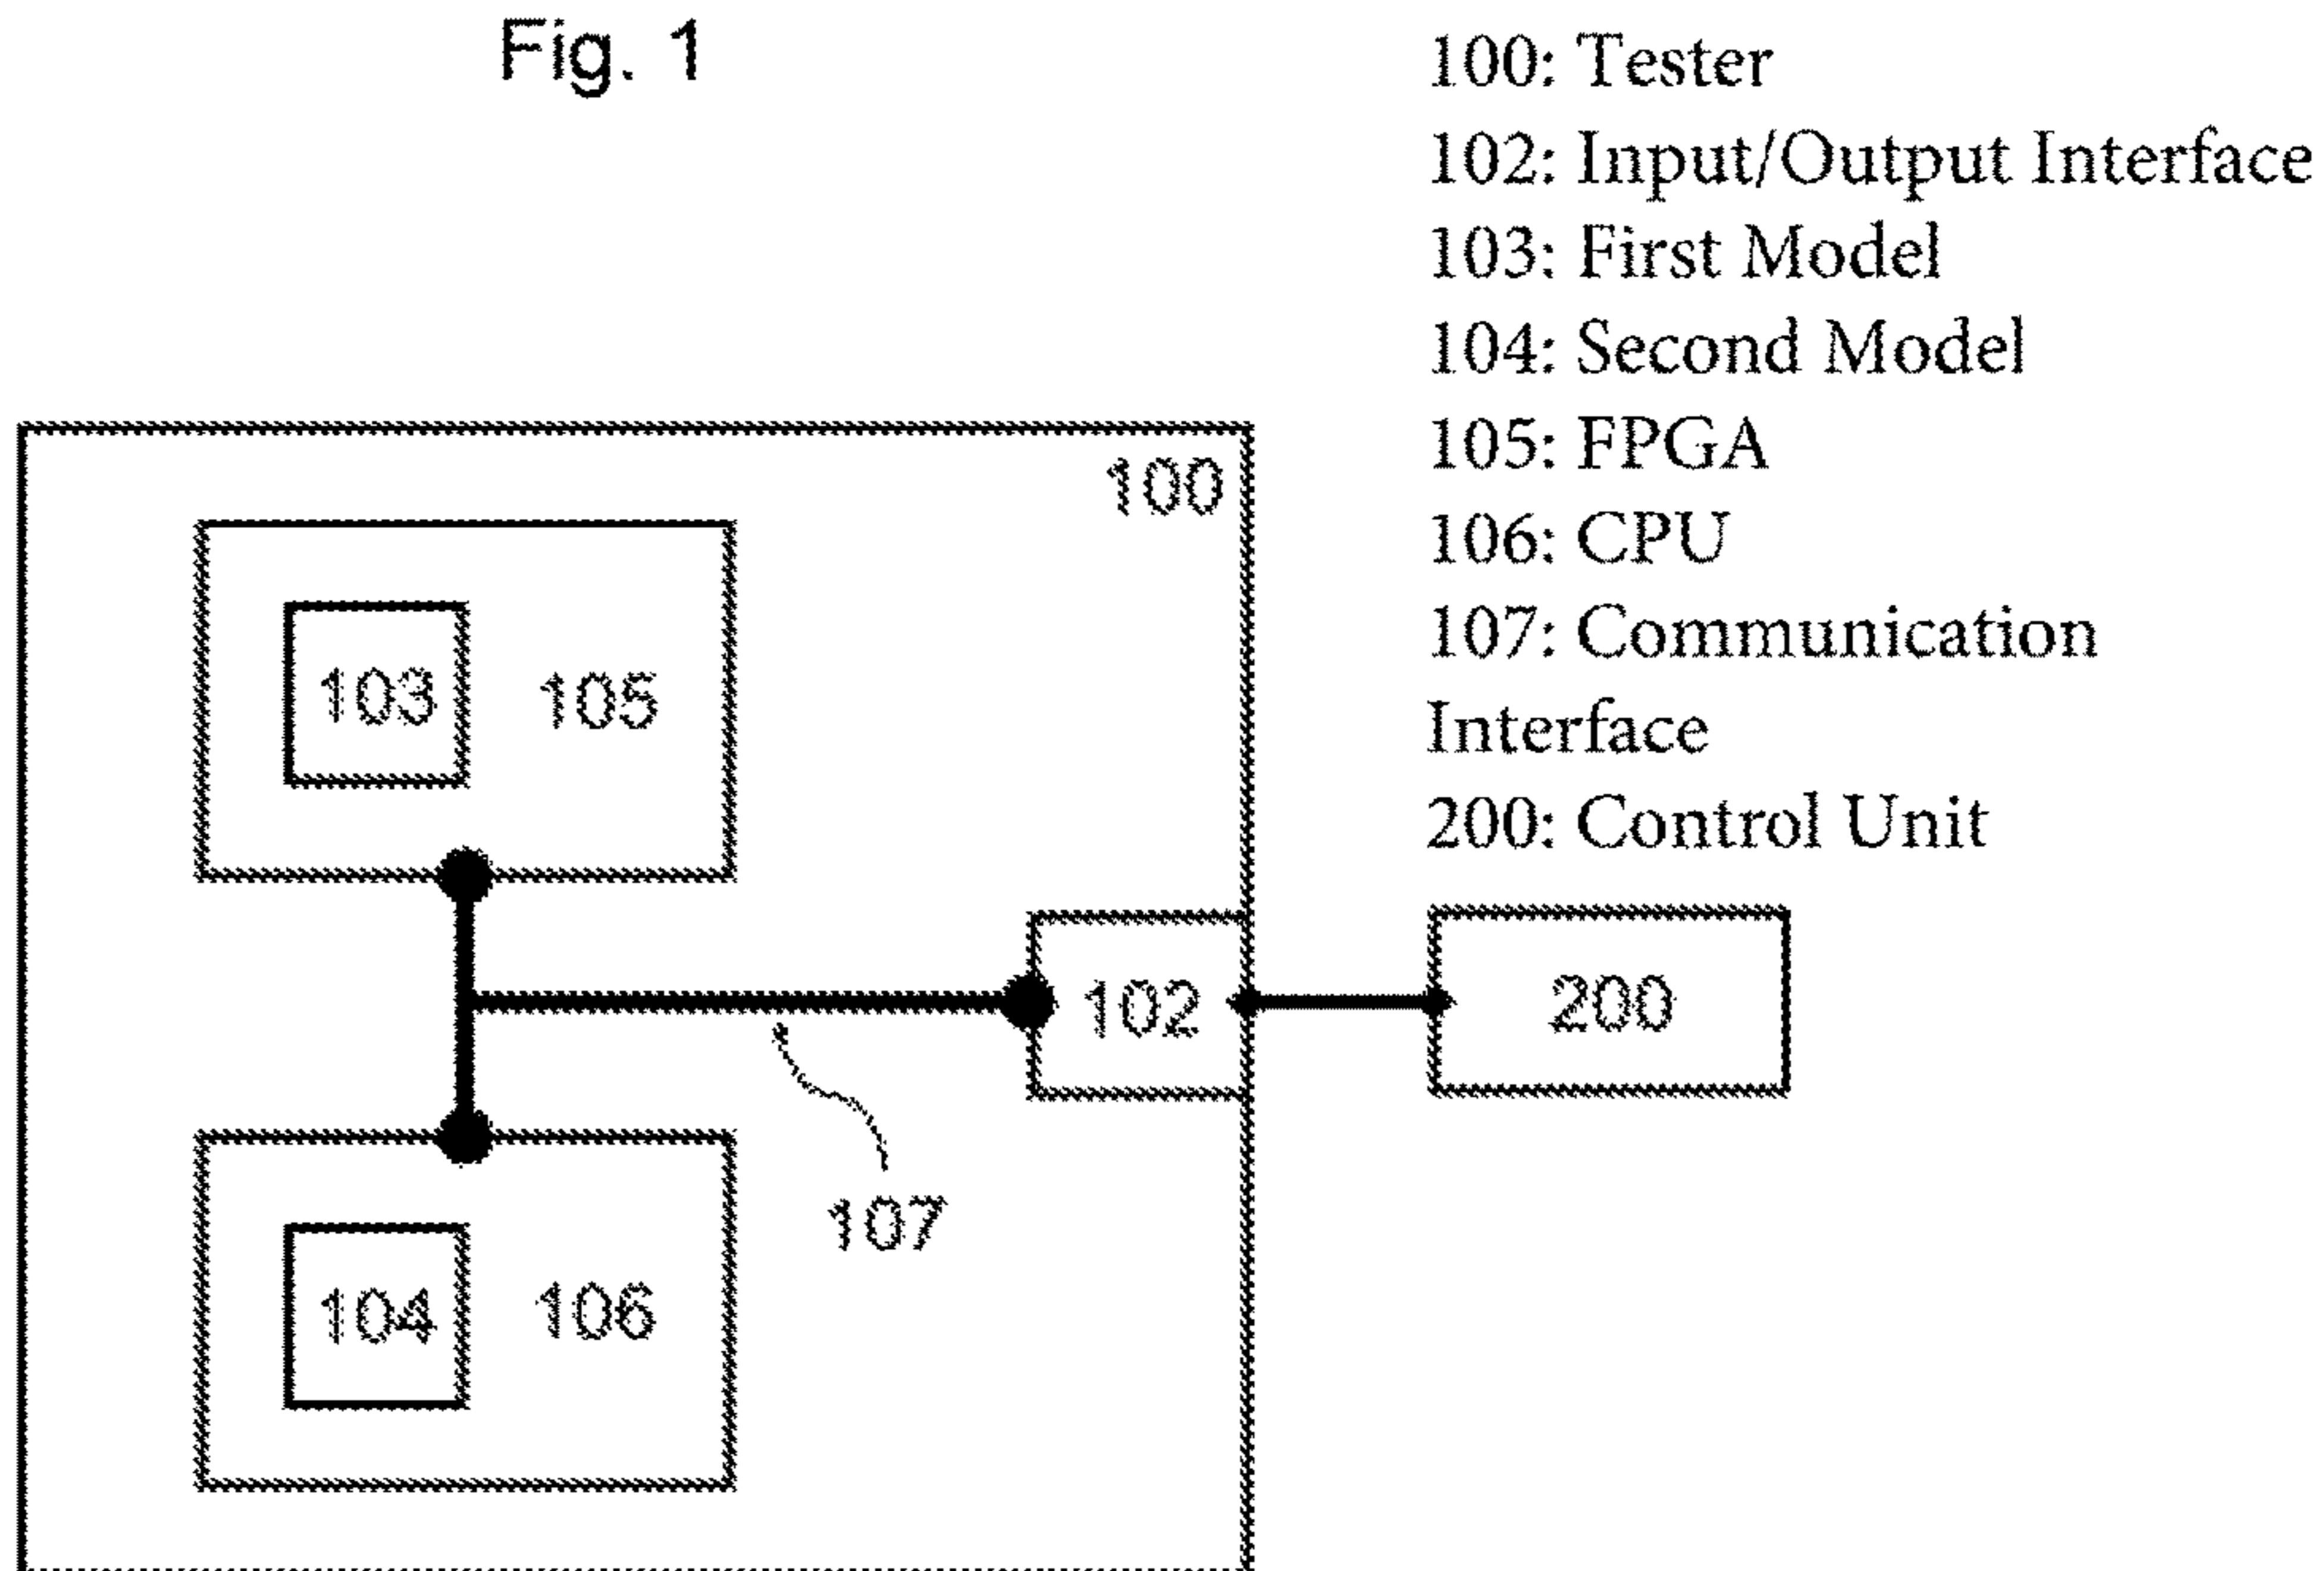 Fig. 1
100: Tester
102: Input/Output Interface
103: First Model
104: Second Model
105: FPGA
106: CPU
107: Communication
Interface
200: Control Unit
100
103
105
102
200
107
104
106